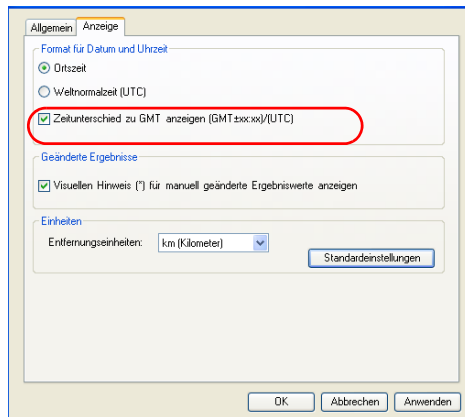 Allgemein Anzeige
Format für Datum und Uhrzeit
Ortszeit
Weltnormalzeit (UTC)
Zeitunterschied zu GMT anzeigen (GMT±xx:xx)/(UTC)
Geänderte Ergebnisse
Visuellen Hinweis (*) für manuell geänderte Ergebniswerte anzeigen
Einheiten
Entfernungseinheiten: km (Kilometer)
Standardeinstellungen
OK Abbrechen Anwenden